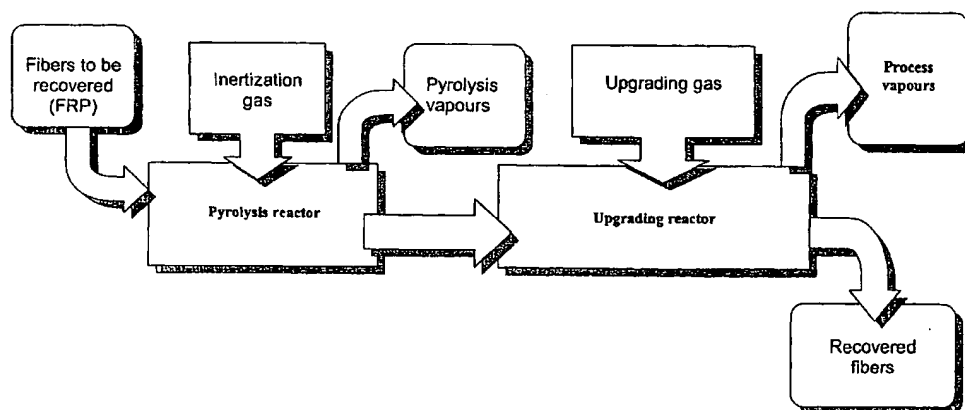 Fibers to be
recovered
(FRP)
Inertization
gas
Pyrolysis
vapours
Upgrading gas
Process
vapours
Pyrolysis reactor
Upgrading reactor
Recovered
fibers